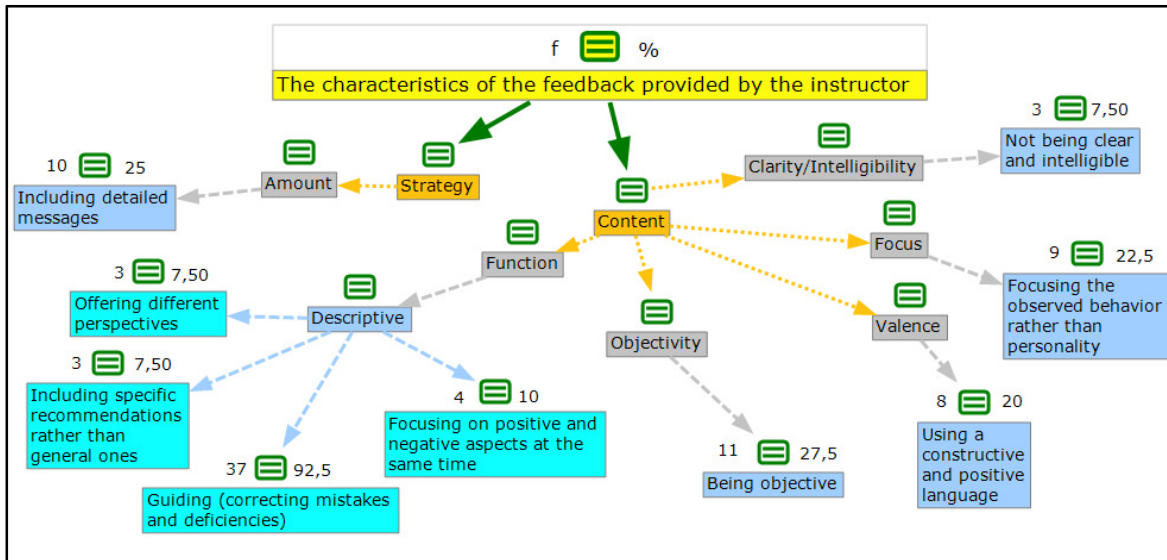 f %
The characteristics of the feedback provided by the instructor
3 7,50
Not being clear
and intelligible
Clarity/Intelligibility
10 25
Including detailed
messages
Amount
Strategy
Content
Focus
9 22,5
Focusing the
observed behavior
rather than
personality
Function
3 7,50
Offering different
perspectives
Descriptive
Objectivity
Valence
3 7,50
Including specific
recommendations
rather than
general ones
4 10
Focusing on positive and
negative aspects at the
same time
8 20
Using a
constructive
and positive
language
37 92,5
Guiding (correcting mistakes
and deficiencies)
11 27,5
Being objective